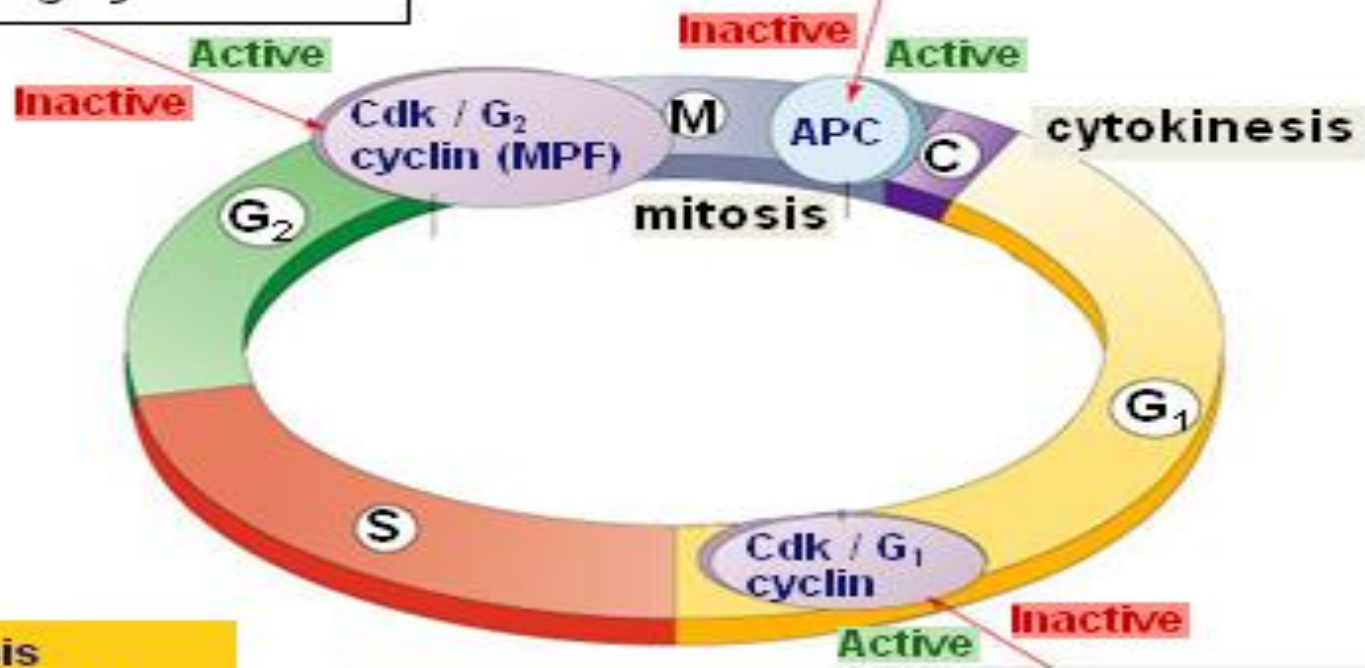 Active
Inactive
Inactive
Active
Cdk / G₂
cyclin (MPF)
M
APC
C
cytokinesis
G₂
mitosis
G₁
S
Cdk / G₁
cyclin
Inactive
Active
is